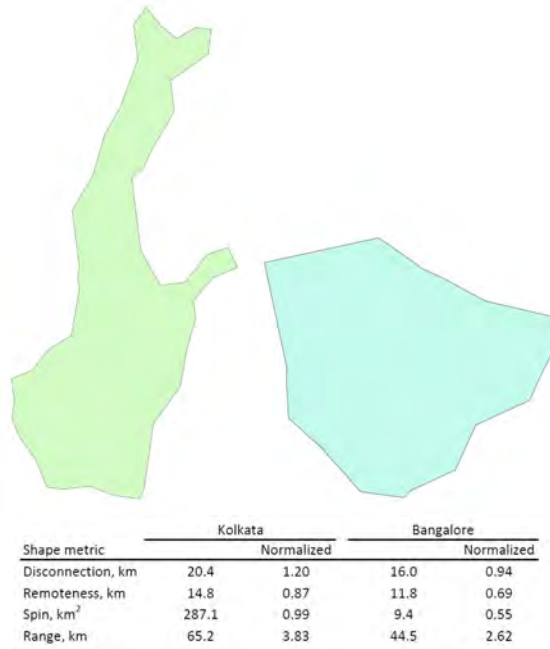 Kolkata Bangalore
Shape metric Normalized Normalized
Disconnection, km 20.4 1.20 16.0 0.94
Remoteness, km 14.8 0.87 11.8 0.69
Spin, km² 287.1 0.99 9.4 0.55
Range, km 65.2 3.83 44.5 2.62